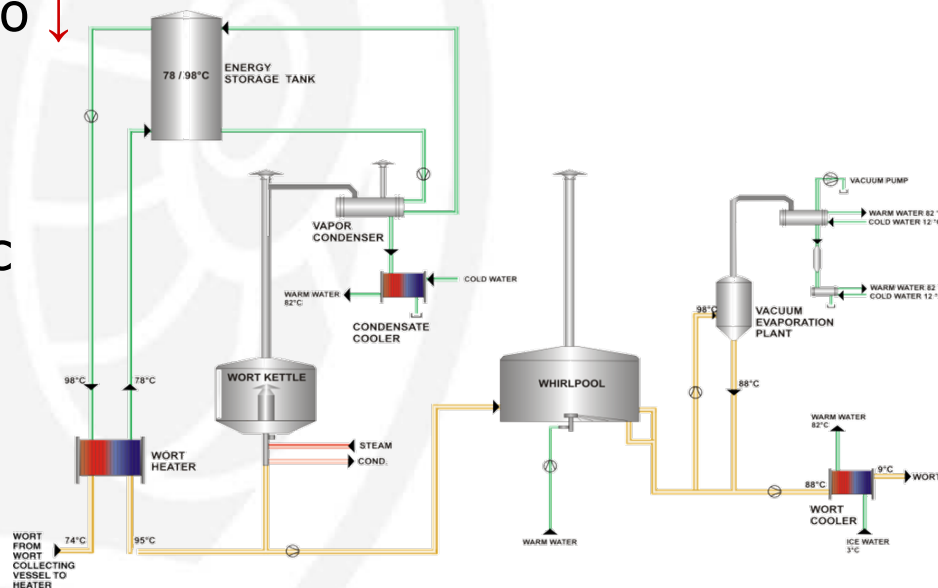 o ↓
78 / 98°C
ENERGY
STORAGE TANK
VACUUM PUMP
WARM WATER 82 °
COLD WATER 12 °
VAPOR
CONDENSER
C
COLD WATER
WARM WATER
82°C
WARM WATER 82
COLD WATER 12 °
98°C
VACUUM
EVAPORATION
PLANT
CONDENSATE
COOLER
98°C
78°C
WORT KETTLE
WHIRLPOOL
88°C
WARM WATER
82°C
STEAM
COND.
WORT
HEATER
88°C
9°C
WORT
WORT
COOLER
WORT
FROM
WORT
COLLECTING
VESSEL TO
HEATER
74°C
95°C
WARM WATER
ICE WATER
3°C